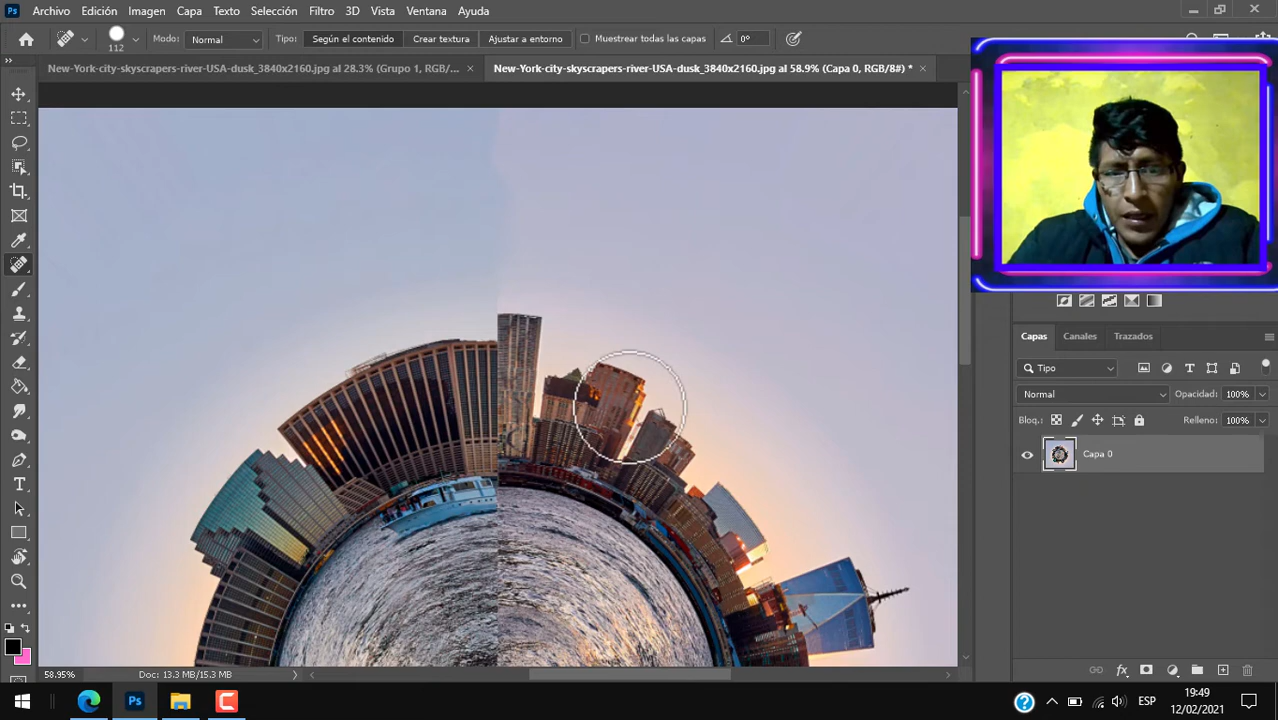 Ps Archivo Edición Imagen Capa Texto Selección Filtro 3D Vista Ventana Ayuda
112 Modo: Normal Tipo: Según el contenido Crear textura Ajustar a entorno Muestrear todas las capas 0°
New-York-city-skyscrapers-river-USA-dusk_3840x2160.jpg al 28.3% (Grupo 1, RGB/... × New-York-city-skyscrapers-river-USA-dusk_3840x2160.jpg al 58.9% (Capa 0, RGB/8#) * ×
Capas Canales Trazados
Tipo
Normal Opacidad: 100%
Bloq.: Relleno: 100%
Capa 0
58.95% Doc: 13.3 MB/15.3 MB
Ps ESP 19:49
12/02/2021